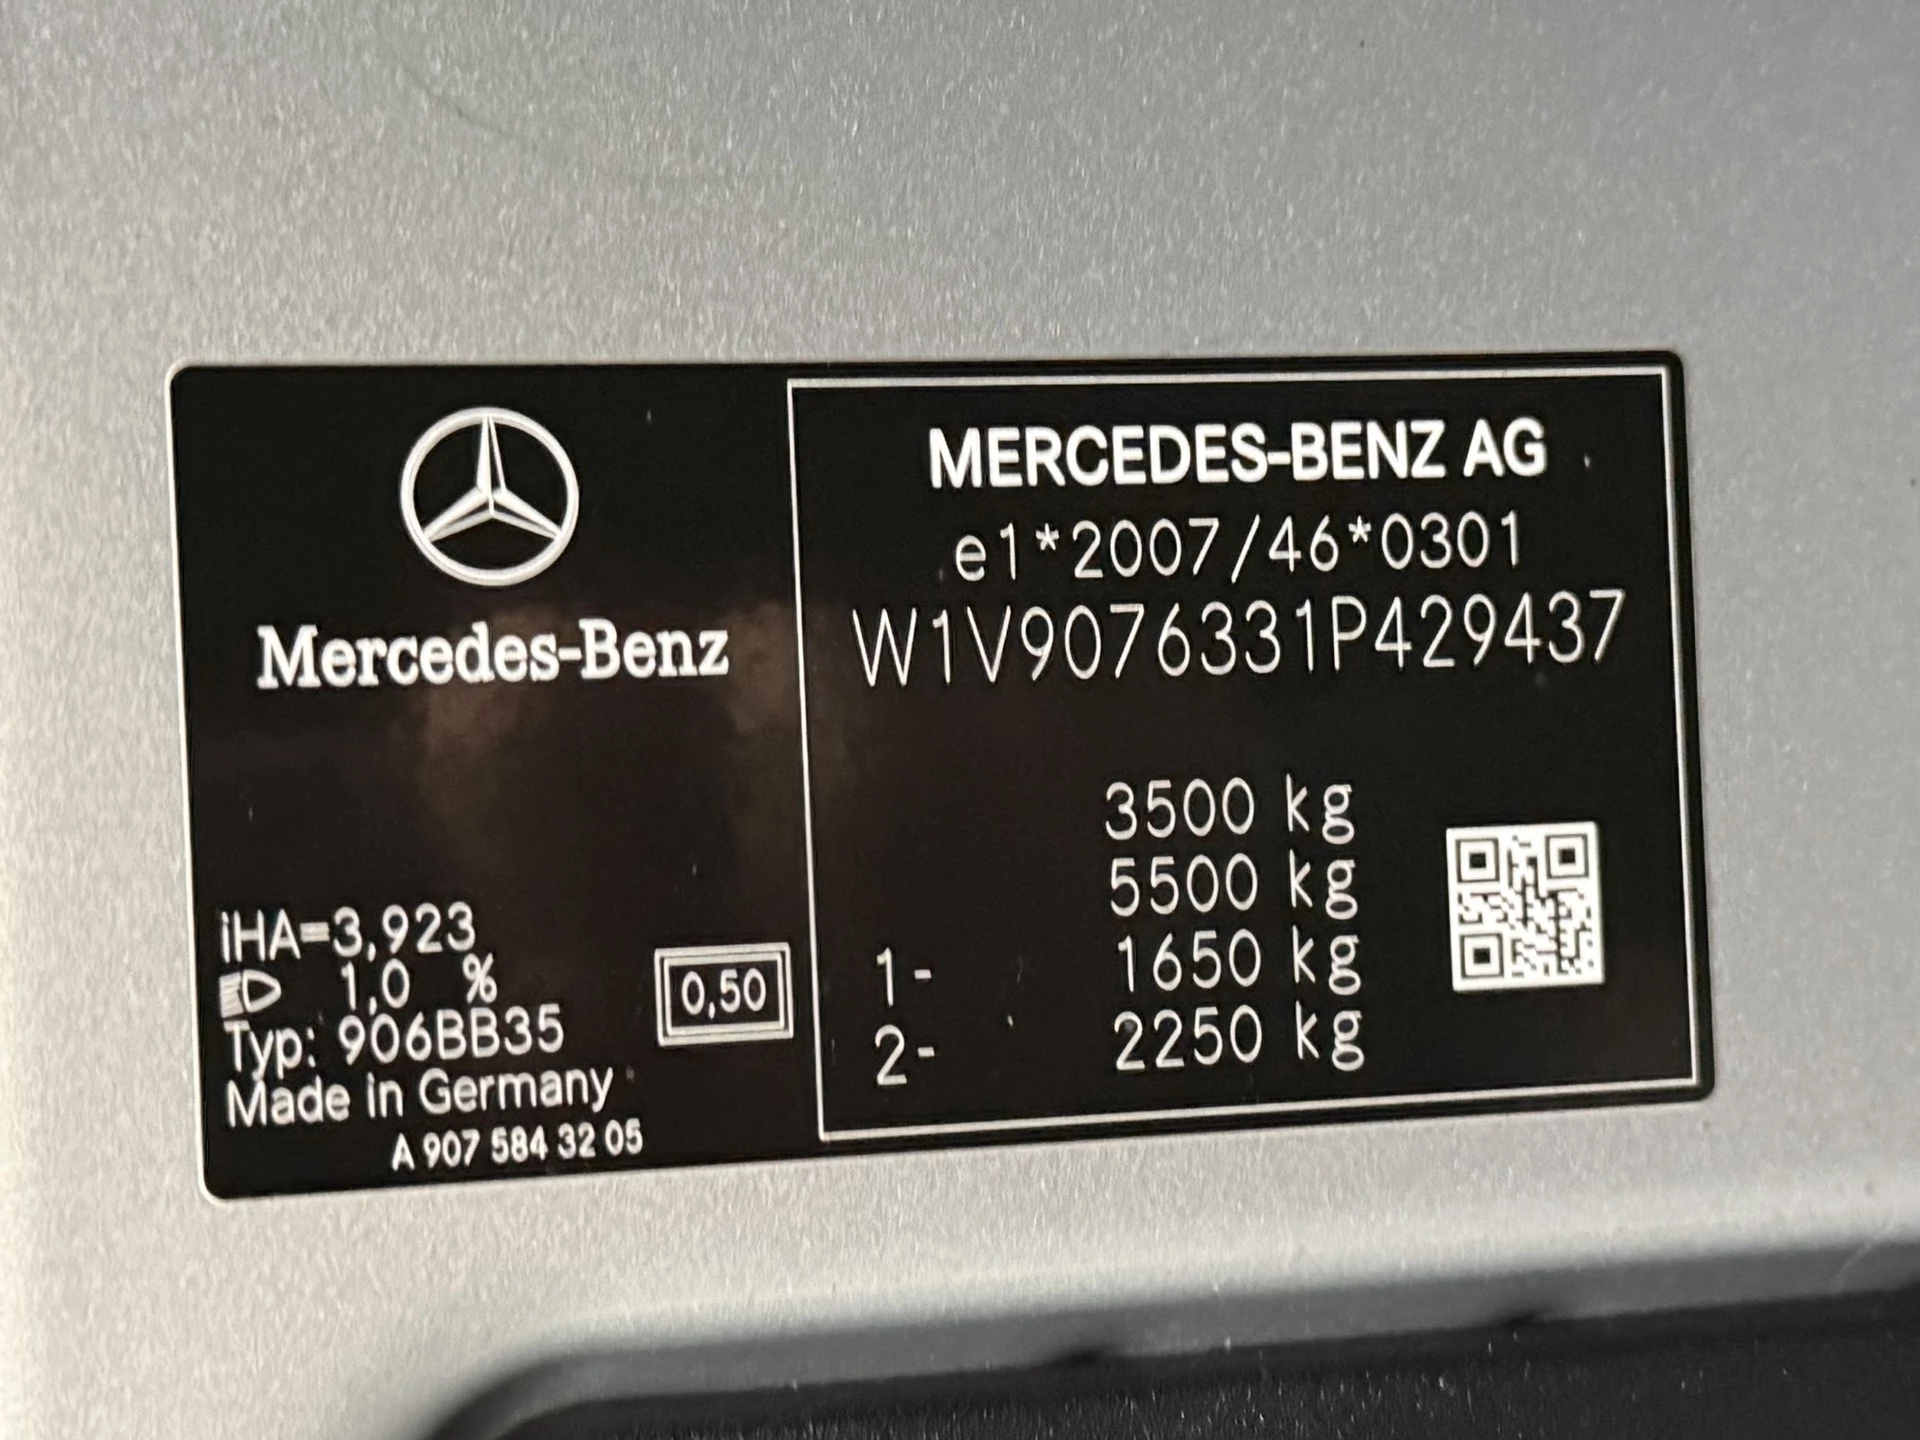 Mercedes-Benz
iHA=3,923
1,0 %
Typ: 906BB35
Made in Germany
A 907 584 32 05
0,50
MERCEDES-BENZ AG
e1*2007/46*0301
W1V9076331P429437
3500 kg
5500 kg
1- 1650 kg
2- 2250 kg